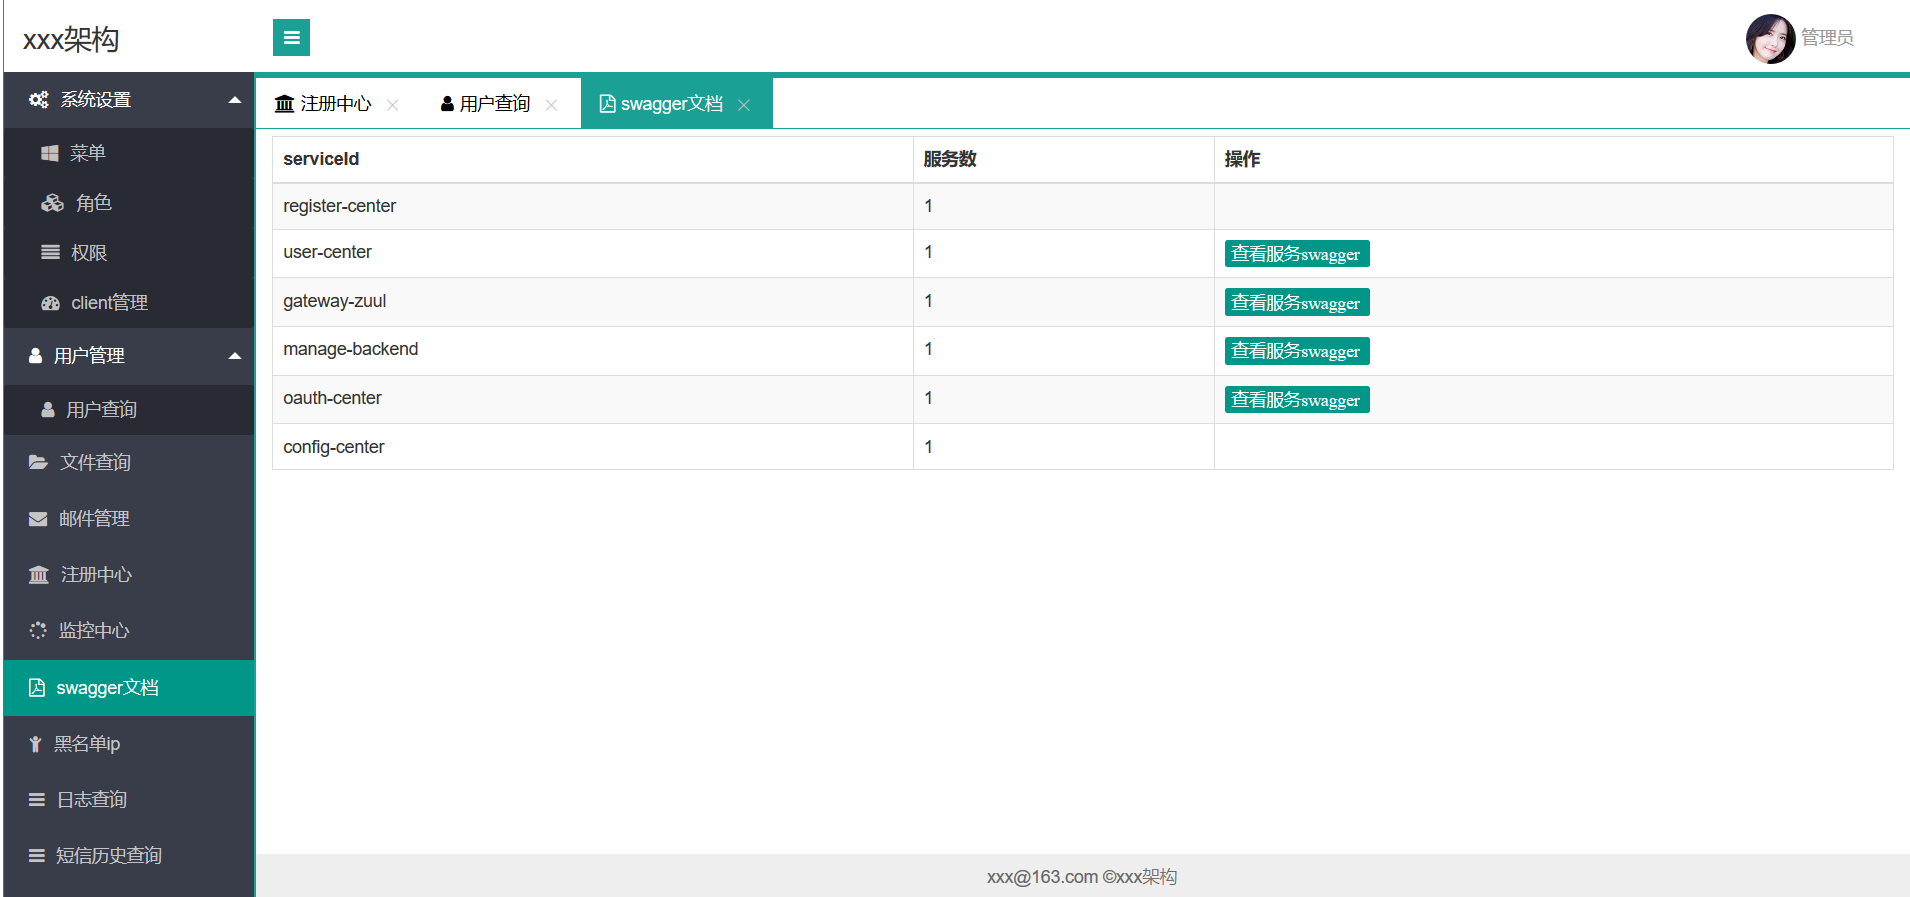 xxx架构
管理员
系统设置
菜单
角色
权限
client管理
用户管理
用户查询
文件查询
邮件管理
注册中心
监控中心
swagger文档
黑名单ip
日志查询
短信历史查询
注册中心 用户查询 swagger文档
serviceId 服务数 操作
register-center 1
user-center 1 查看服务swagger
gateway-zuul 1 查看服务swagger
manage-backend 1 查看服务swagger
oauth-center 1 查看服务swagger
config-center 1
xxx@163.com ©xxx架构